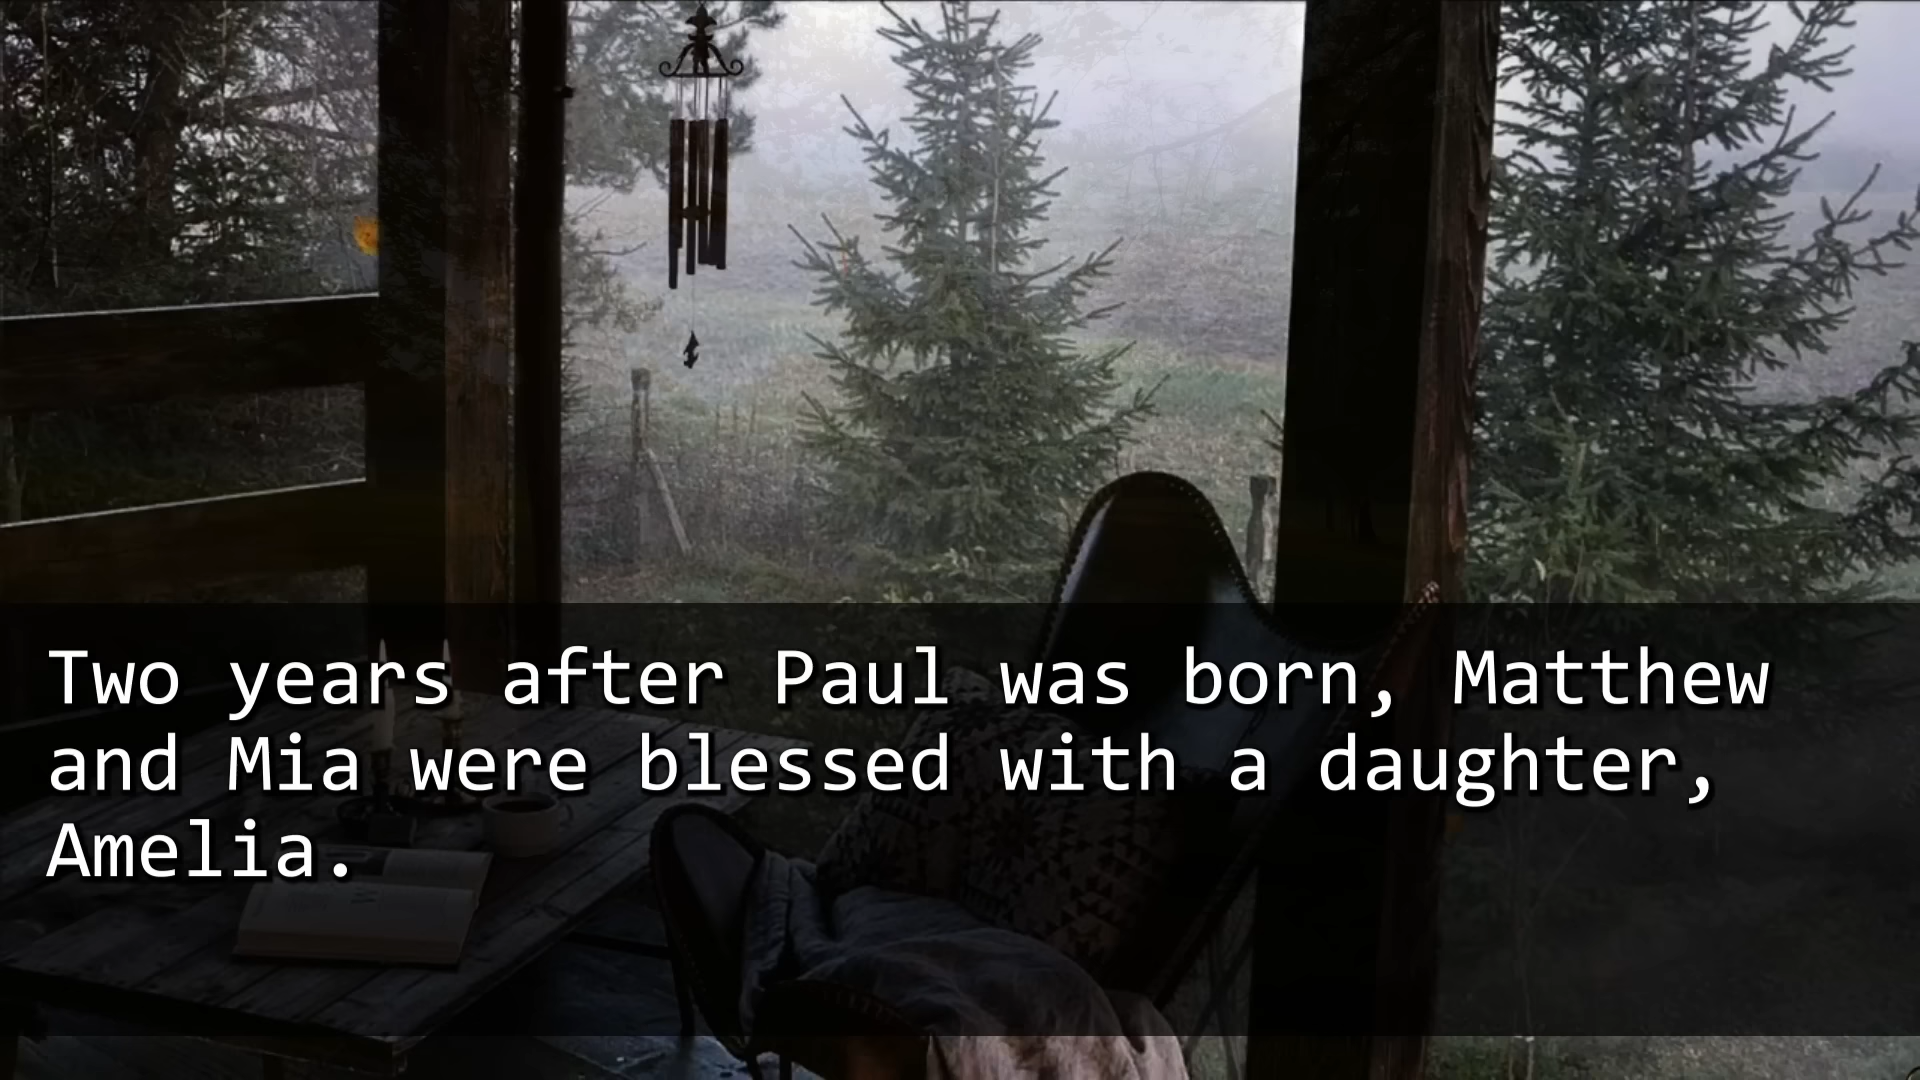 Two years after Paul was born, Matthew
and Mia were blessed with a daughter,
Amelia.